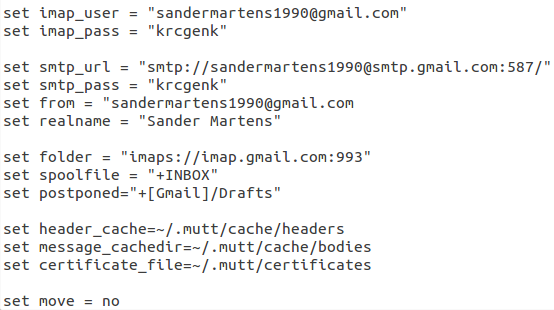 set imap_user = "sandermartens1990@gmail.com"
set imap_pass = "krcgenk"
set smtp_url = "smtp://sandermartens1990@smtp.gmail.com:587/"
set smtp_pass = "krcgenk"
set from = "sandermartens1990@gmail.com
set realname = "Sander Martens"
set folder = "imaps://imap.gmail.com:993"
set spoolfile = "+INBOX"
set postponed="+[Gmail]/Drafts"
set header_cache=~/.mutt/cache/headers
set message_cachedir=~/.mutt/cache/bodies
set certificate_file=~/.mutt/certificates
set move = no